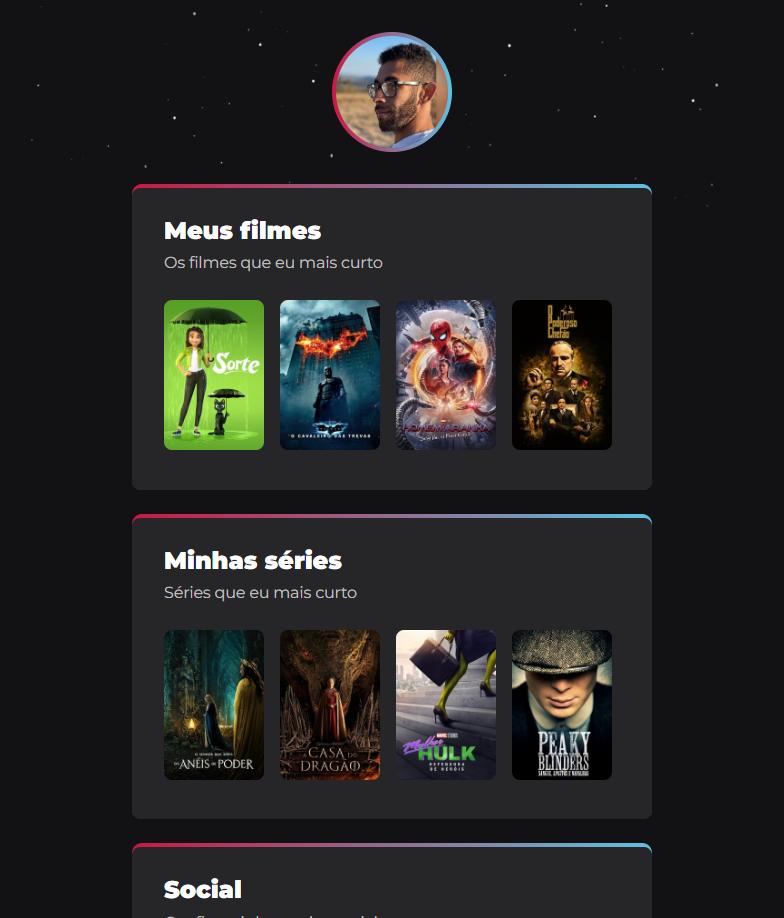 Meus filmes
Os filmes que eu mais curto
Sorte
O CAVALEIRO DAS TREVAS
HOMEM-ARANHA
O Poderoso Chefão
Minhas séries
Séries que eu mais curto
O SENHOR DOS ANÉIS
OS ANÉIS DE PODER
A CASA DO
DRAGÃO
MARVEL STUDIOS
Mulher
HULK
DEFENSORA
DE HERÓIS
PEAKY
BLINDERS
SANGUE, APOSTAS E NAVALHAS
Social